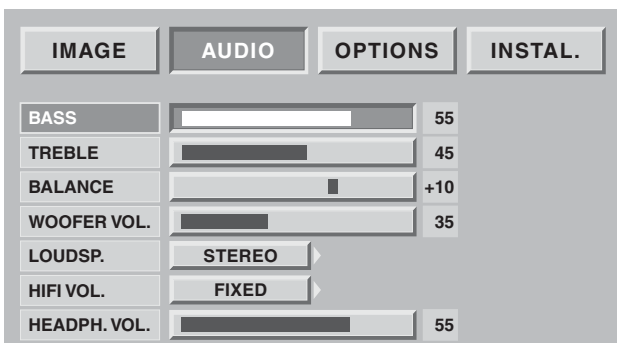 IMAGE AUDIO OPTIONS INSTAL.
BASS 55
TREBLE 45
BALANCE +10
WOOFER VOL. 35
LOUDSP. STEREO
HIFI VOL. FIXED
HEADPH. VOL. 55